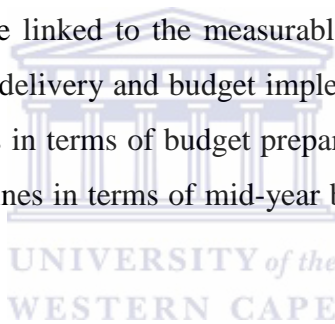 e linked to the measurabl
delivery and budget imple
s in terms of budget prepar
nes in terms of mid-year b
UNIVERSITY of the
WESTERN CAPE